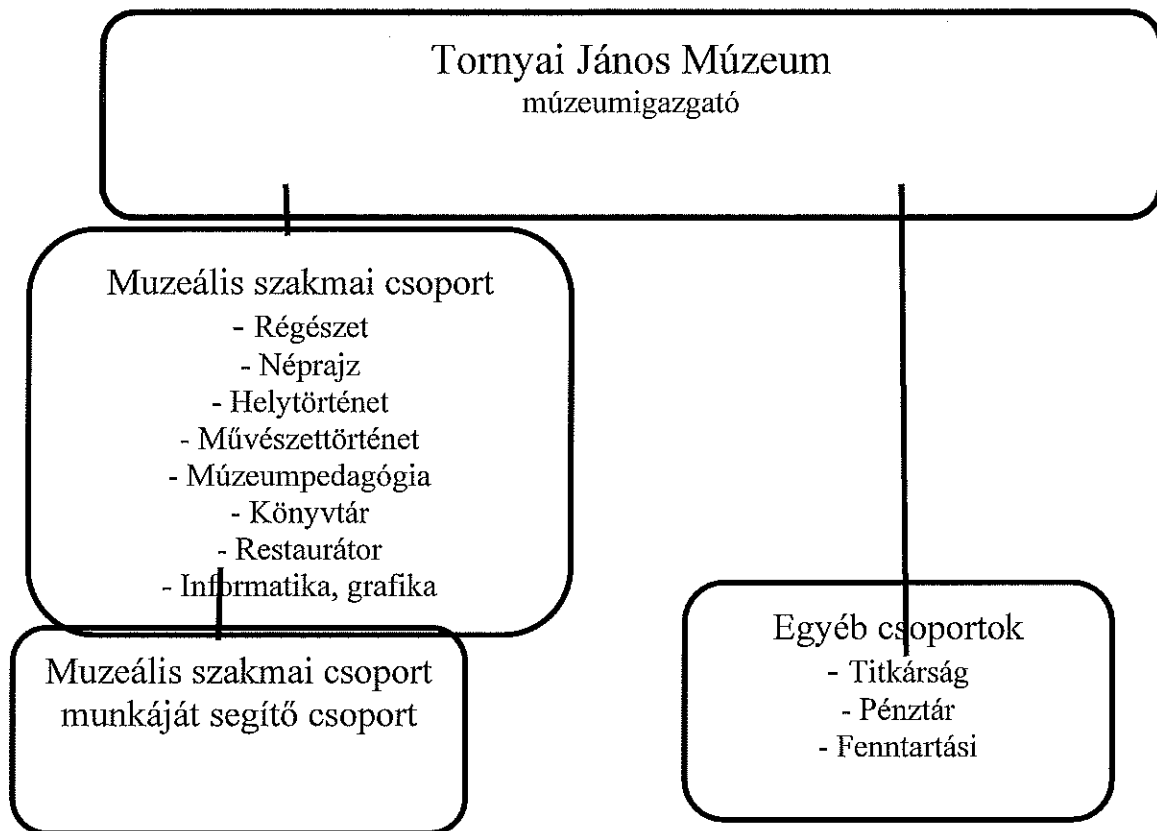 Tornyai János Múzeum
múzeumigazgató
Muzeális szakmai csoport
- Régészet
- Néprajz
- Helytörténet
- Művészettörténet
- Múzeumpedagógia
- Könyvtár
- Restaurátor
- Informatika, grafika
Muzeális szakmai csoport
munkáját segítő csoport
Egyéb csoportok
- Titkárság
- Pénztár
- Fenntartási